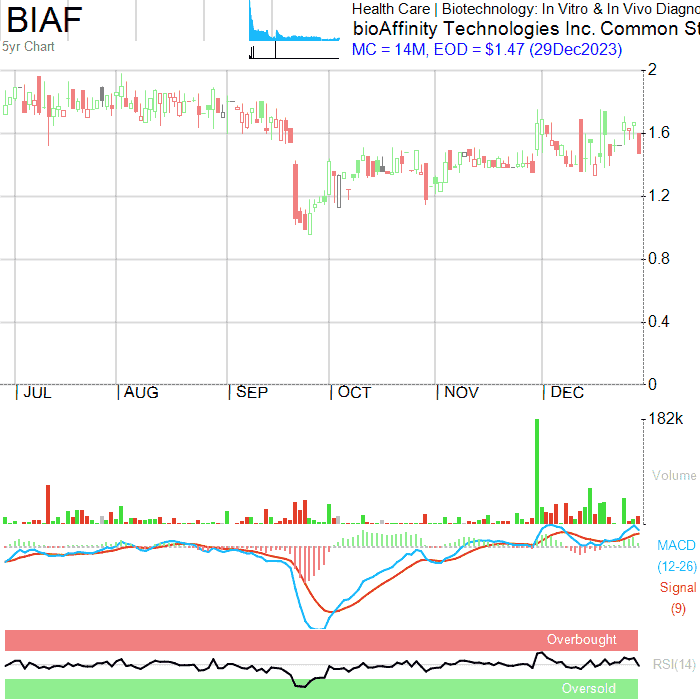 BIAF
5yr Chart
Health Care | Biotechnology: In Vitro & In Vivo Diagno
bioAffinity Technologies Inc. Common St
MC = 14M, EOD = $1.47 (29Dec2023)
2
1.6
1.2
0.8
0.4
0
JUL AUG SEP OCT NOV DEC
182k
Volume
MACD
(12-26)
Signal
(9)
Overbought
RSI(14)
Oversold